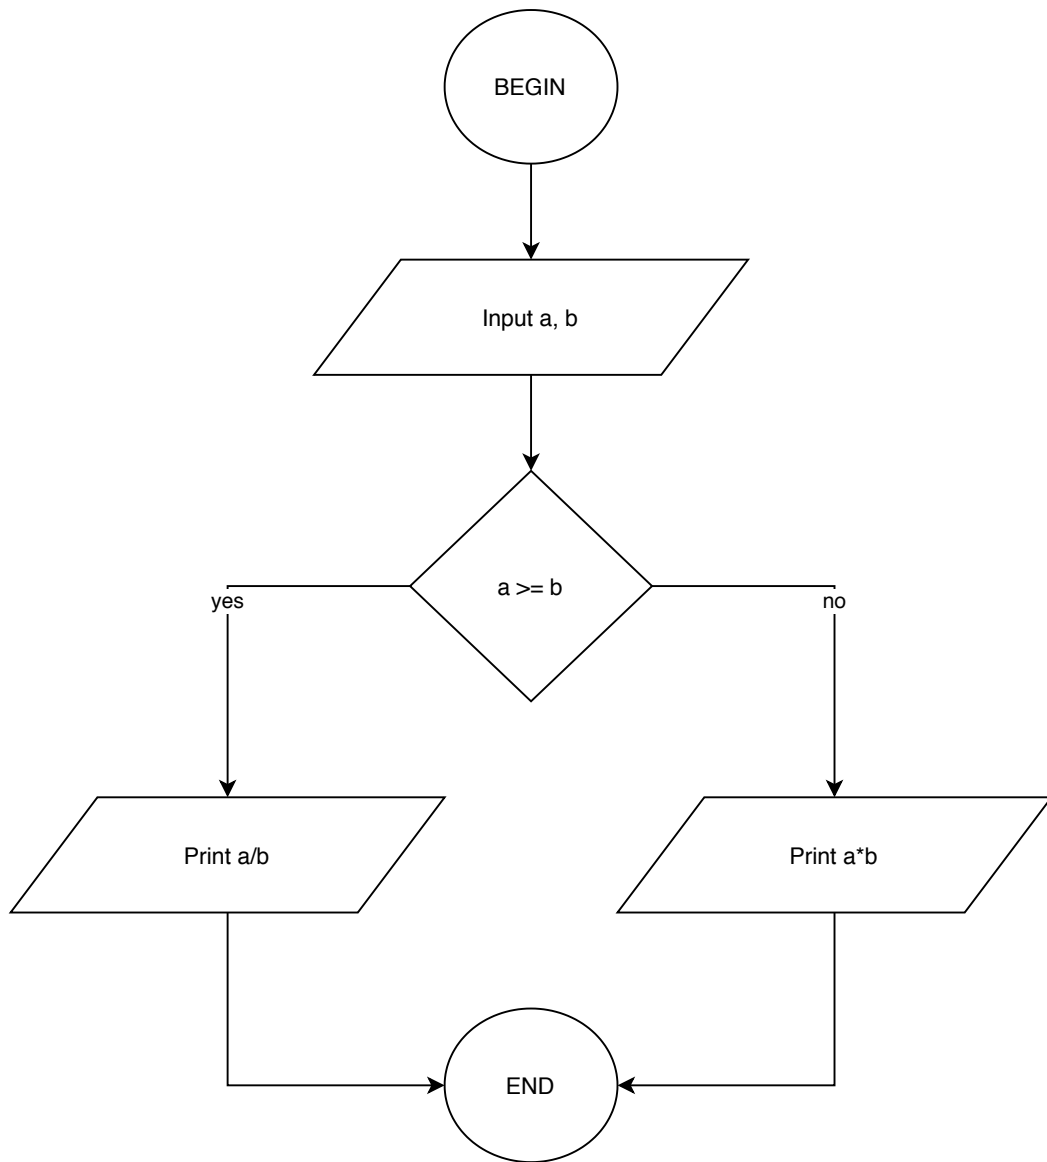 BEGIN
Input a, b
a >= b
yes
no
Print a/b
Print a*b
END